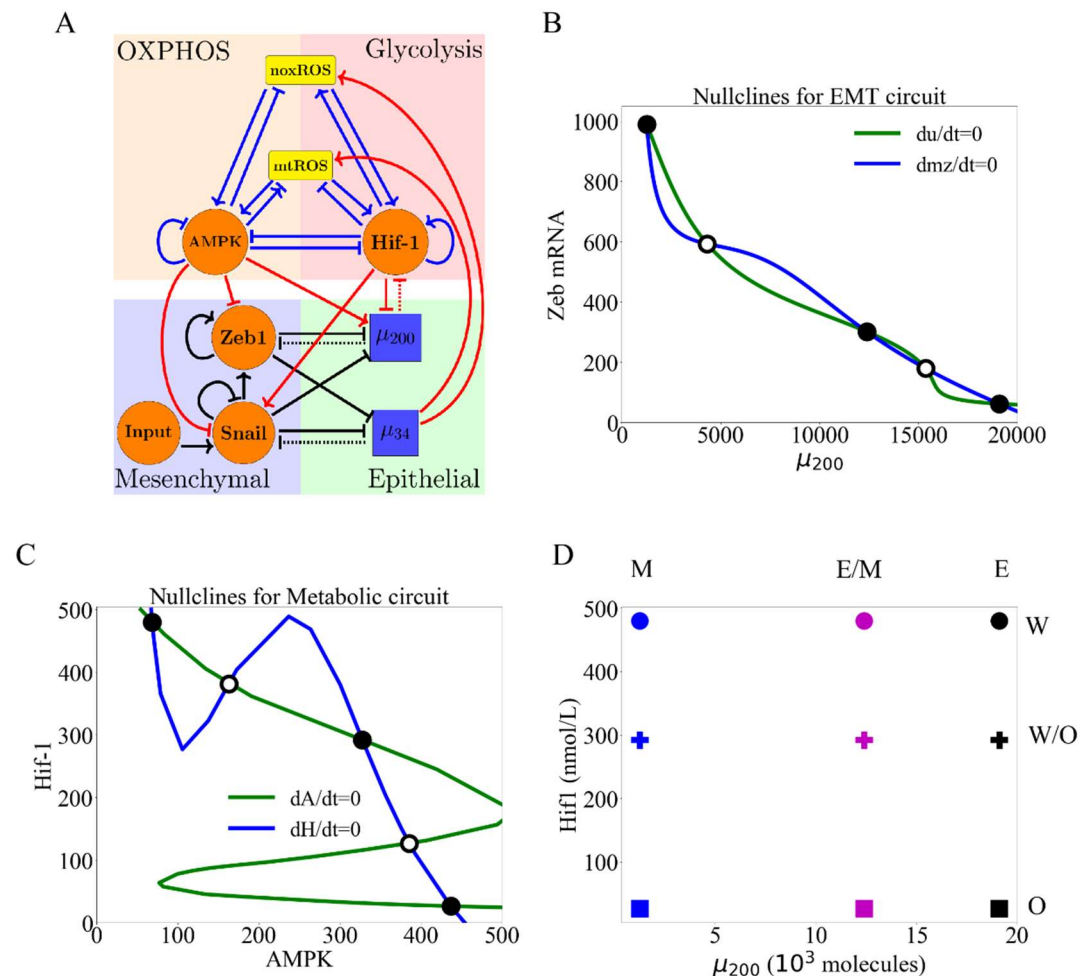 A
OXPHOS
Glycolysis
noxROS
mtROS
AMPK
Hif-1
Zeb1
μ200
Input
Snail
μ34
Mesenchymal
Epithelial
B
Nullclines for EMT circuit
1000
800
600
400
200
0
Zeb mRNA
du/dt=0
dmz/dt=0
0
5000
10000
15000
20000
μ200
C
Nullclines for Metabolic circuit
500
400
300
200
100
0
Hif-1
dA/dt=0
dH/dt=0
0
100
200
300
400
500
AMPK
D
M
E/M
E
500
400
300
200
100
Hif1 (nmol/L)
W
W/O
O
5
10
15
20
μ200 (10³ molecules)